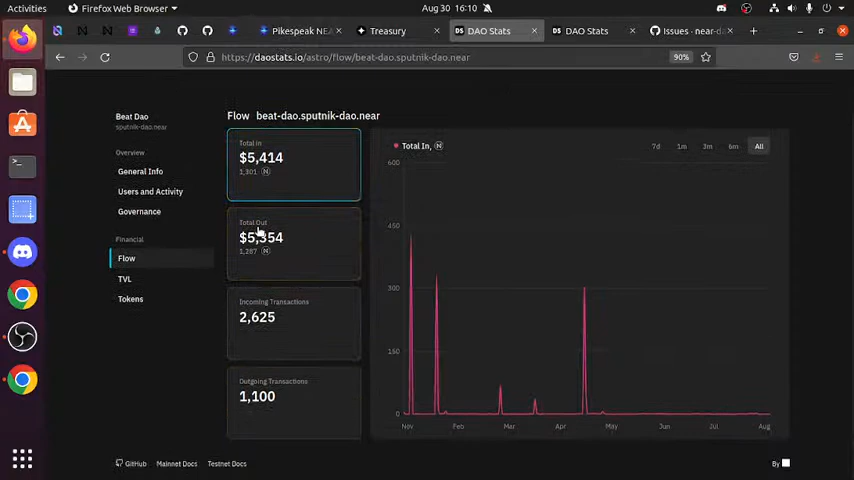 Activities
Firefox Web Browser
Aug 30 16:10
Pikespeak NEA
Treasury
DS DAO Stats
DS DAO Stats
Issues · near-da
https://daostats.io/astro/flow/beat-dao.sputnik-dao.near
90%
Beat Dao
sputnik-dao.near
Overview
General Info
Users and Activity
Governance
Financial
Flow
TVL
Tokens
Flow beat-dao.sputnik-dao.near
Total In
$5,414
1,301 N
Total Out
$5,354
1,287 N
Incoming Transactions
2,625
Outgoing Transactions
1,100
Total In, N
7d 1m 3m 6m All
600
450
300
150
0
Nov Feb Mar Apr May Jun Jul Aug
GitHub Mainnet Docs Testnet Docs
By